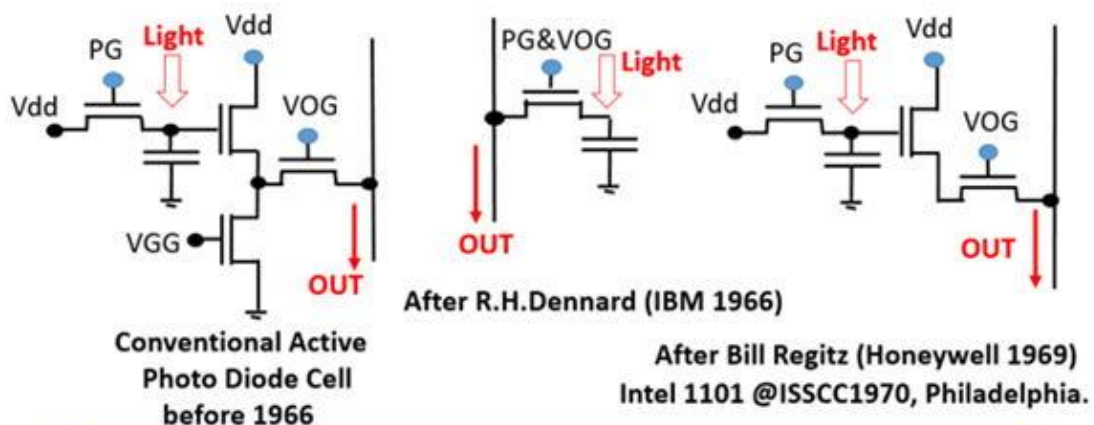 PG
Light
Vdd
Vdd
VOG
VGG
OUT
Conventional Active
Photo Diode Cell
before 1966
PG&VOG
Light
OUT
After R.H.Dennard (IBM 1966)
PG
Light
Vdd
Vdd
VOG
OUT
After Bill Regitz (Honeywell 1969)
Intel 1101 @ISSCC1970, Philadelphia.